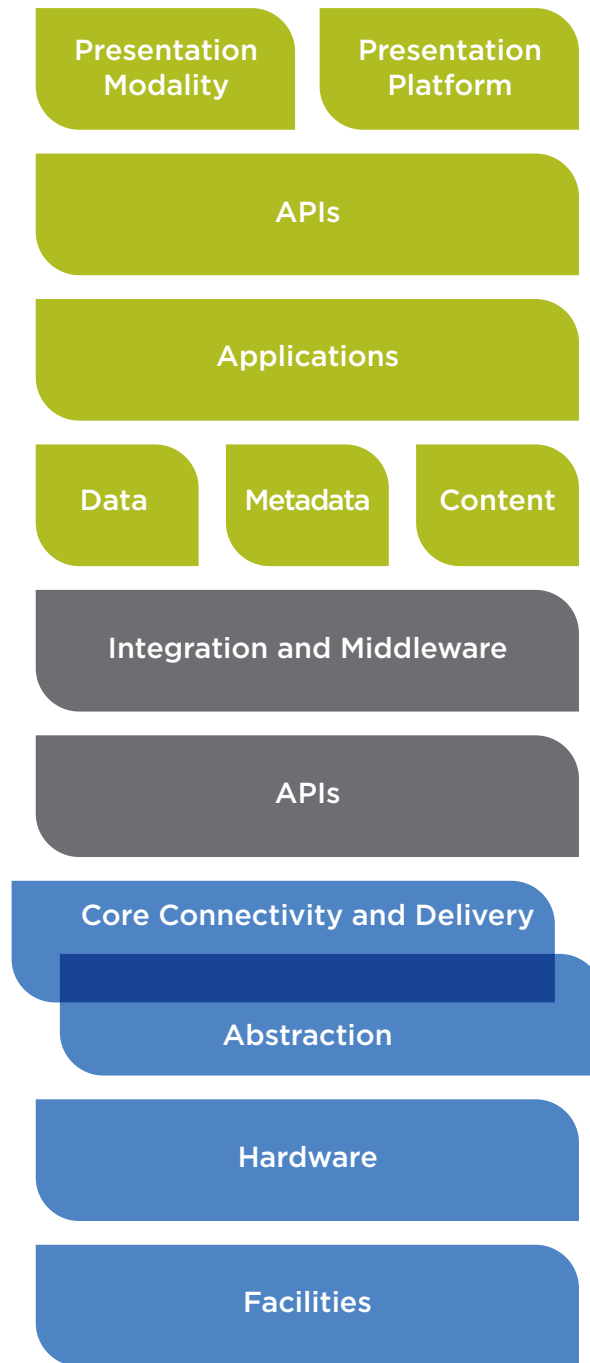 Presentation
Modality
Presentation
Platform
APIs
Applications
Data
Metadata
Content
Integration and Middleware
APIs
Core Connectivity and Delivery
Abstraction
Hardware
Facilities